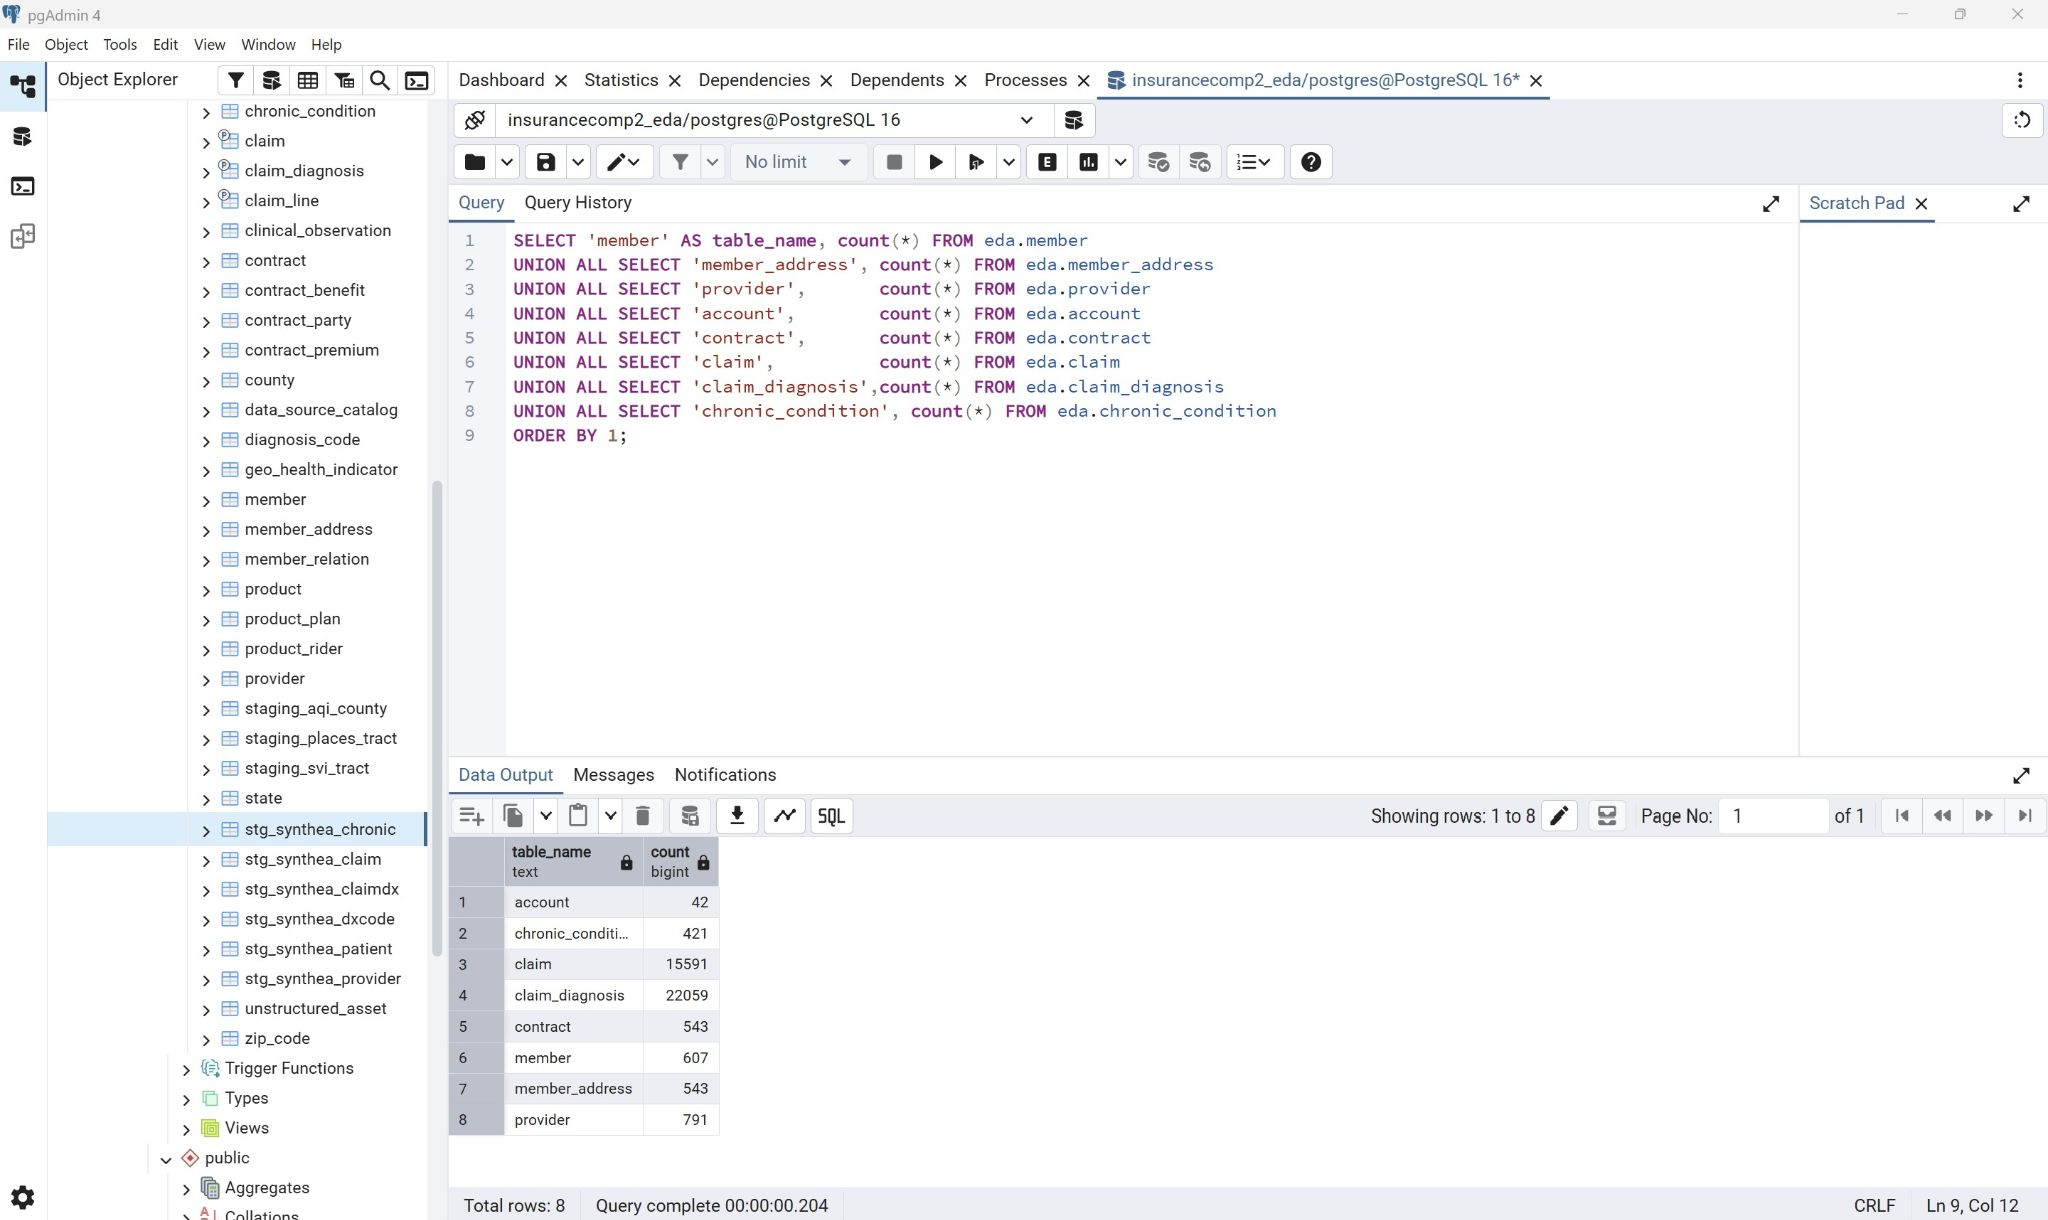 pgAdmin 4
File Object Tools Edit View Window Help
Object Explorer
chronic_condition
claim
claim_diagnosis
claim_line
clinical_observation
contract
contract_benefit
contract_party
contract_premium
county
data_source_catalog
diagnosis_code
geo_health_indicator
member
member_address
member_relation
product
product_plan
product_rider
provider
staging_aqi_county
staging_places_tract
staging_svi_tract
state
stg_synthea_chronic
stg_synthea_claim
stg_synthea_claimdx
stg_synthea_dxcode
stg_synthea_patient
stg_synthea_provider
unstructured_asset
zip_code
Trigger Functions
Types
Views
public
Aggregates
Collations
Dashboard Statistics Dependencies Dependents Processes insurancecomp2_eda/postgres@PostgreSQL 16*
insurancecomp2_eda/postgres@PostgreSQL 16
No limit E
Query Query History
1 SELECT 'member' AS table_name, count(*) FROM eda.member
2 UNION ALL SELECT 'member_address', count(*) FROM eda.member_address
3 UNION ALL SELECT 'provider',       count(*) FROM eda.provider
4 UNION ALL SELECT 'account',        count(*) FROM eda.account
5 UNION ALL SELECT 'contract',       count(*) FROM eda.contract
6 UNION ALL SELECT 'claim',          count(*) FROM eda.claim
7 UNION ALL SELECT 'claim_diagnosis',count(*) FROM eda.claim_diagnosis
8 UNION ALL SELECT 'chronic_condition', count(*) FROM eda.chronic_condition
9 ORDER BY 1;
Scratch Pad
Data Output Messages Notifications
SQL Showing rows: 1 to 8 Page No: 1 of 1
table_name text count bigint
1 account 42
2 chronic_conditi... 421
3 claim 15591
4 claim_diagnosis 22059
5 contract 543
6 member 607
7 member_address 543
8 provider 791
Total rows: 8 Query complete 00:00:00.204 CRLF Ln 9, Col 12